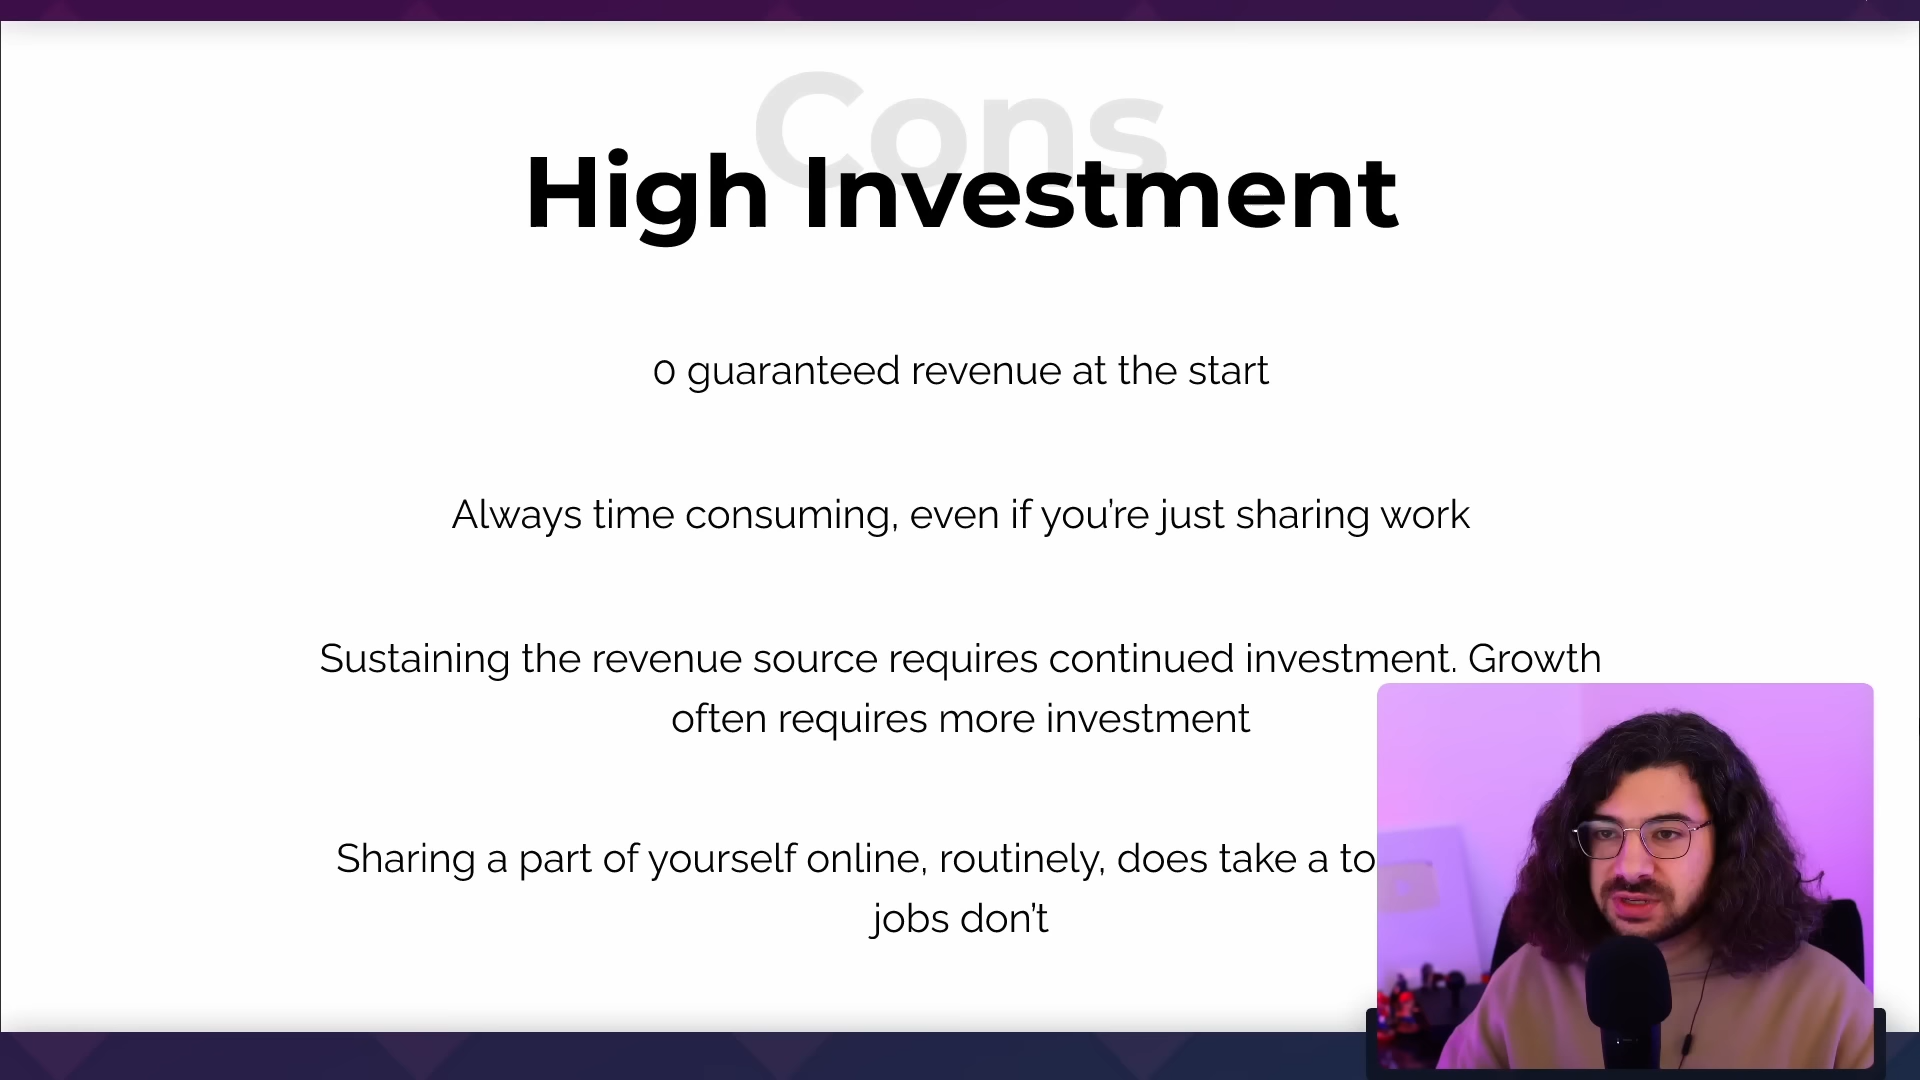 Cons
High Investment
0 guaranteed revenue at the start
Always time consuming, even if you're just sharing work
Sustaining the revenue source requires continued investment. Growth
often requires more investment
Sharing a part of yourself online, routinely, does take a
jobs don't